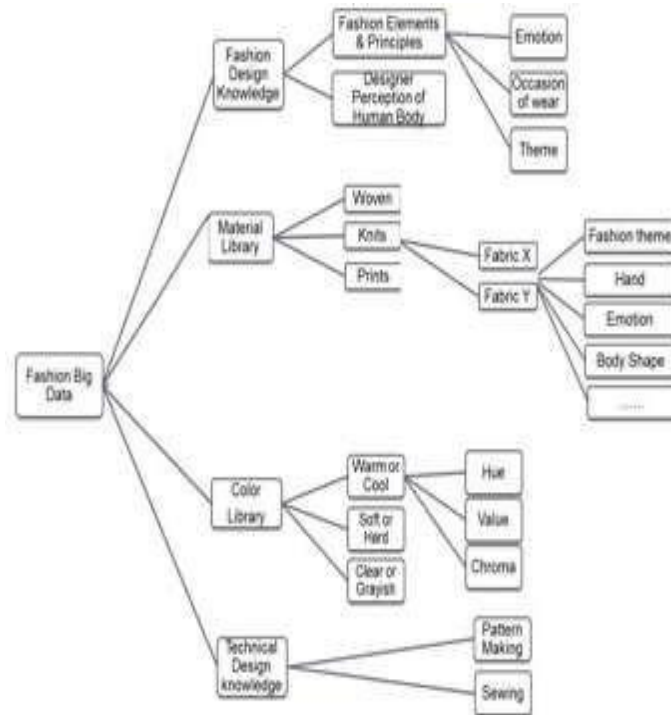 Fashion Elements
& Principles
Emotion
Fashion
Design
Knowledge
Designer
Perception of
Human Body
Occasion
of wear
Theme
Woven
Material
Library
Knits
Prints
Fabric X
Fabric Y
Fashion theme
Hand
Emotion
Body Shape
......
Fashion Big
Data
Color
Library
Warm or
Cool
Soft or
Hard
Clear or
Grayish
Hue
Value
Chroma
Technical
Design
knowledge
Pattern
Making
Sewing